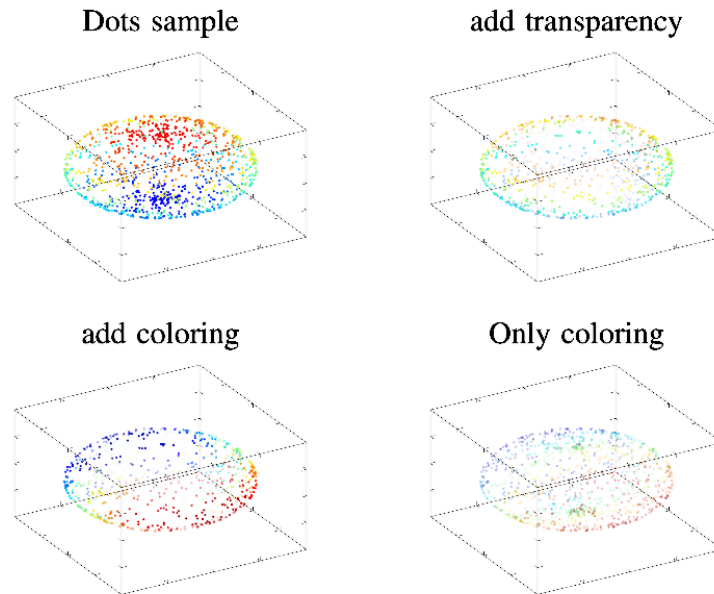 Dots sample
add transparency
add coloring
Only coloring